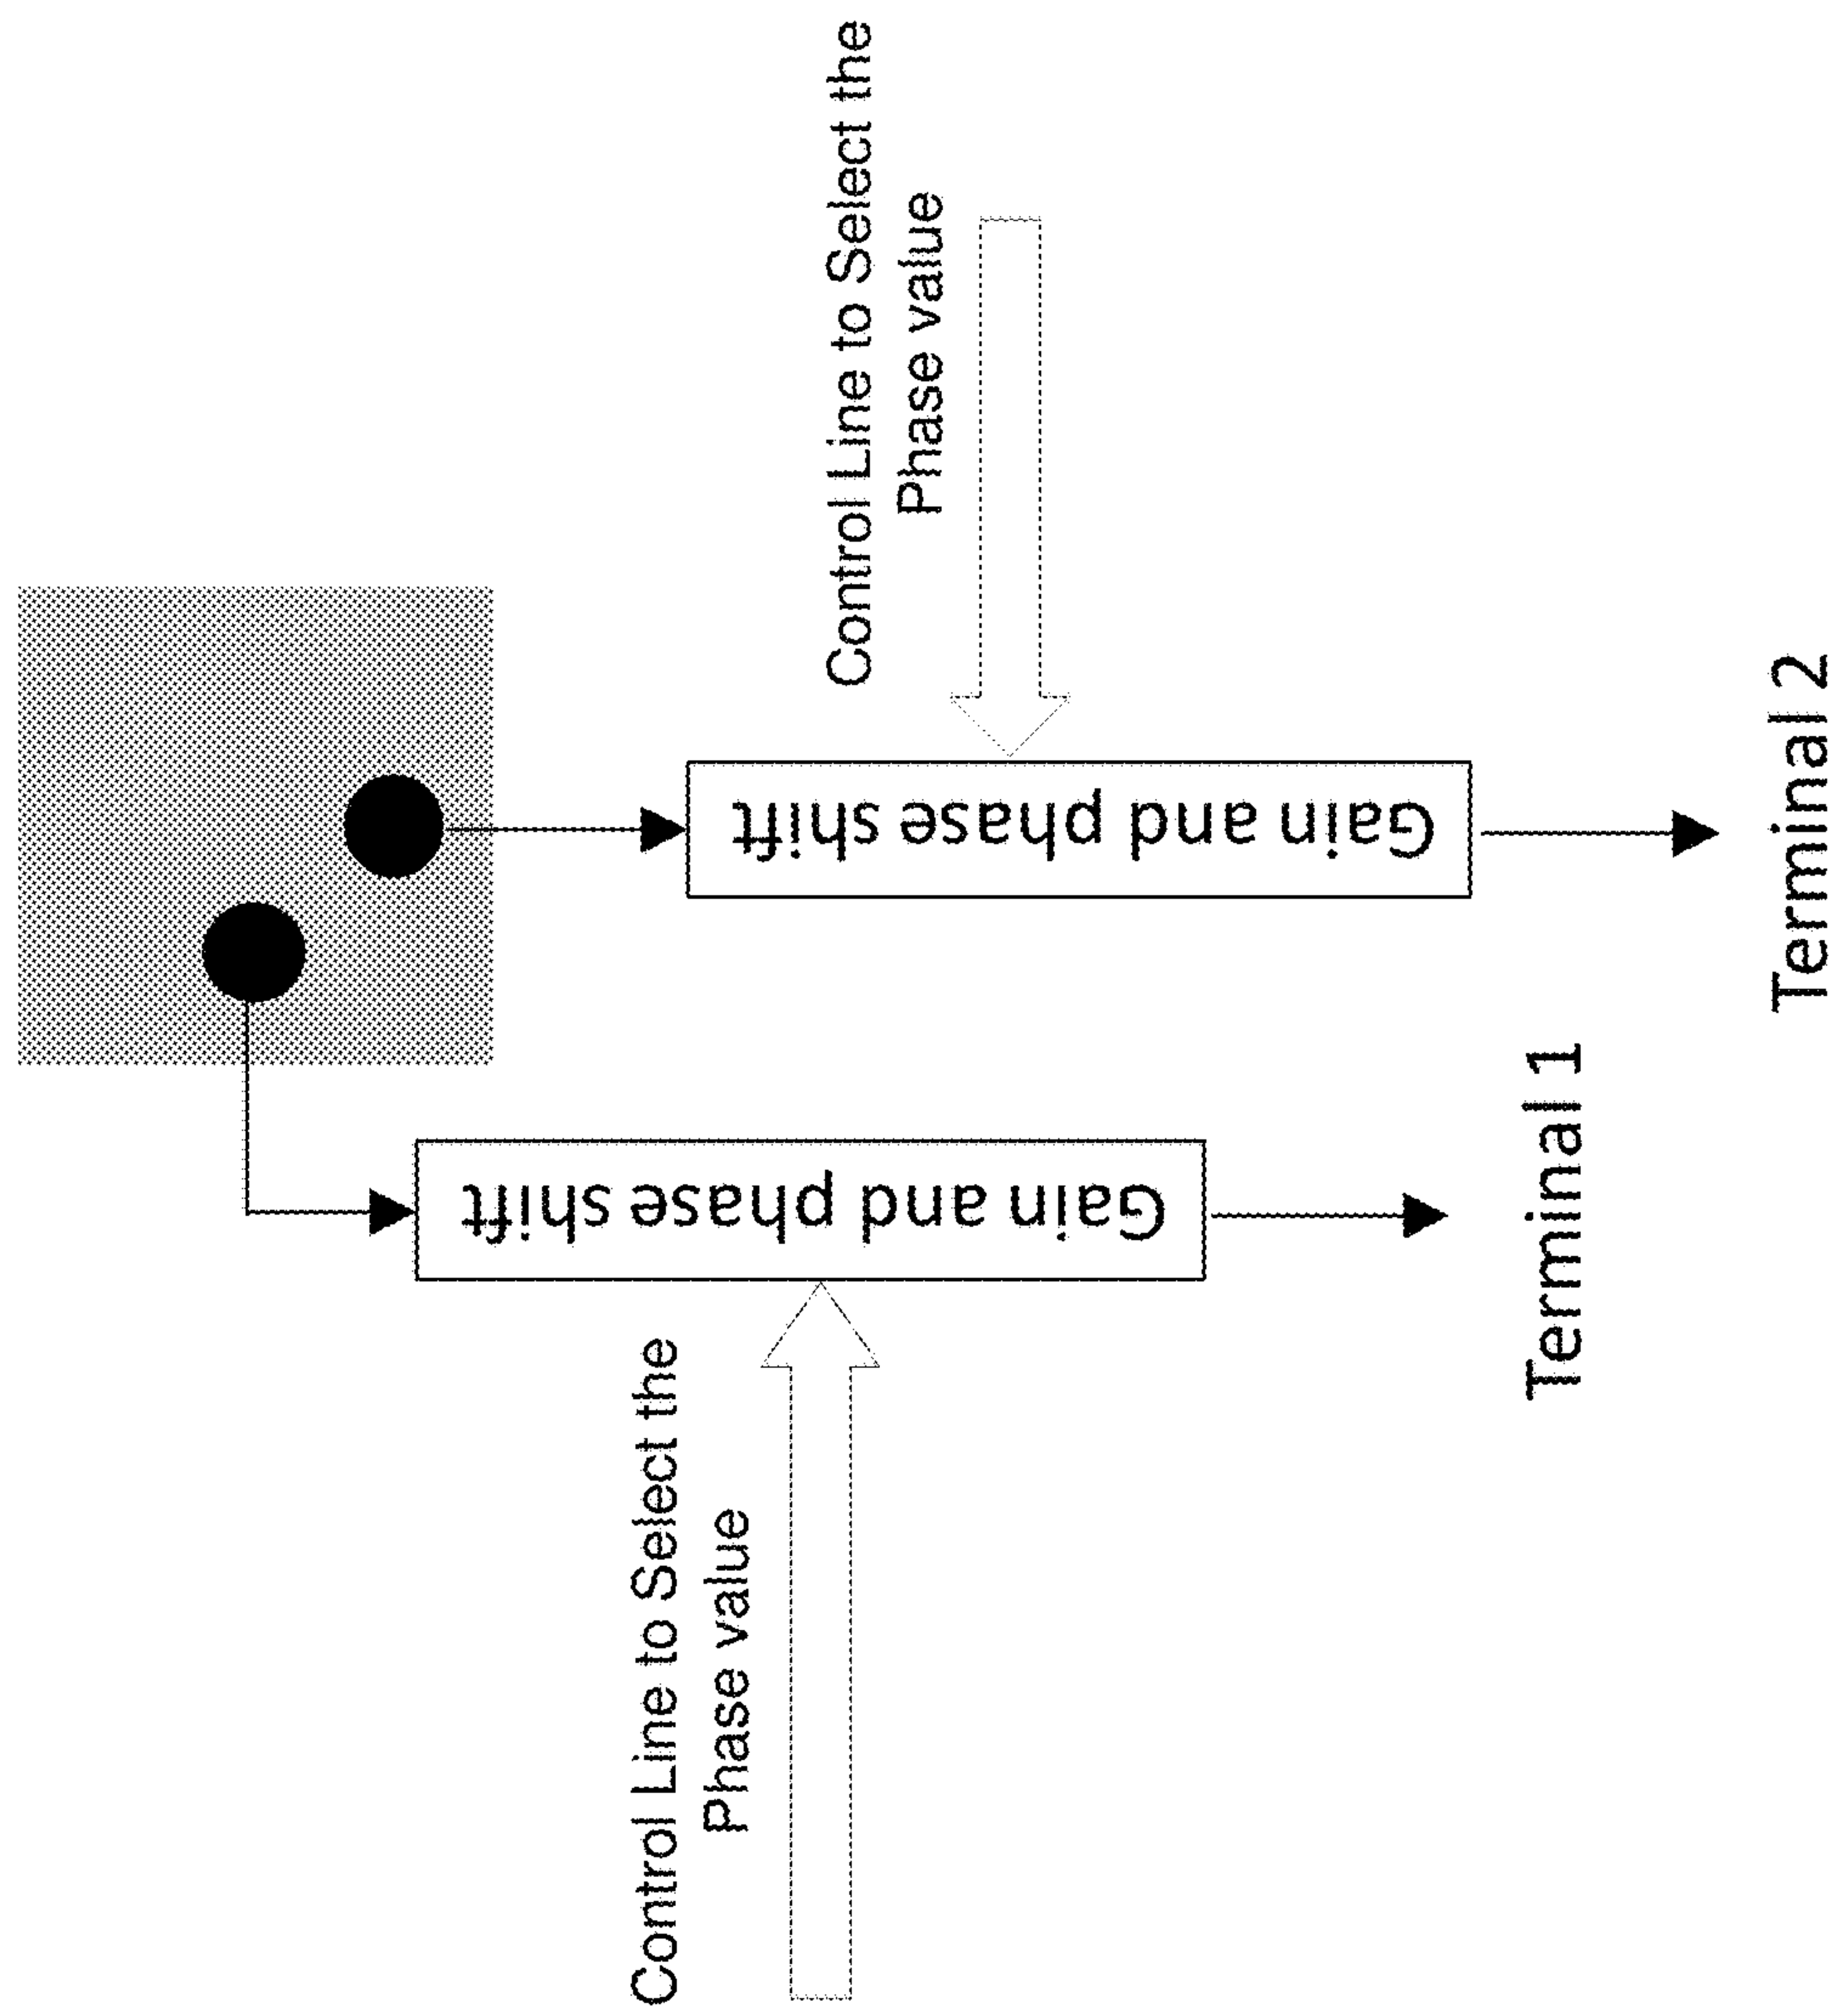 Control Line to Select the
Phase value
Gain and phase shift
Terminal 1
Control Line to Select the
Phase value
Gain and phase shift
Terminal 2